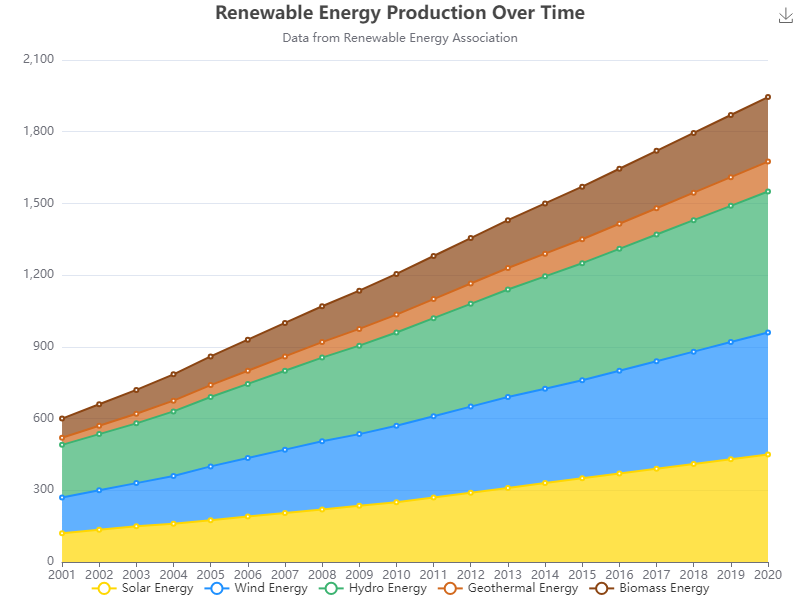 Renewable Energy Production Over Time
Data from Renewable Energy Association
2,100
1,800
1,500
1,200
900
600
300
0
2001 2002 2003 2004 2005 2006 2007 2008 2009 2010 2011 2012 2013 2014 2015 2016 2017 2018 2019 2020
Solar Energy Wind Energy Hydro Energy Geothermal Energy Biomass Energy